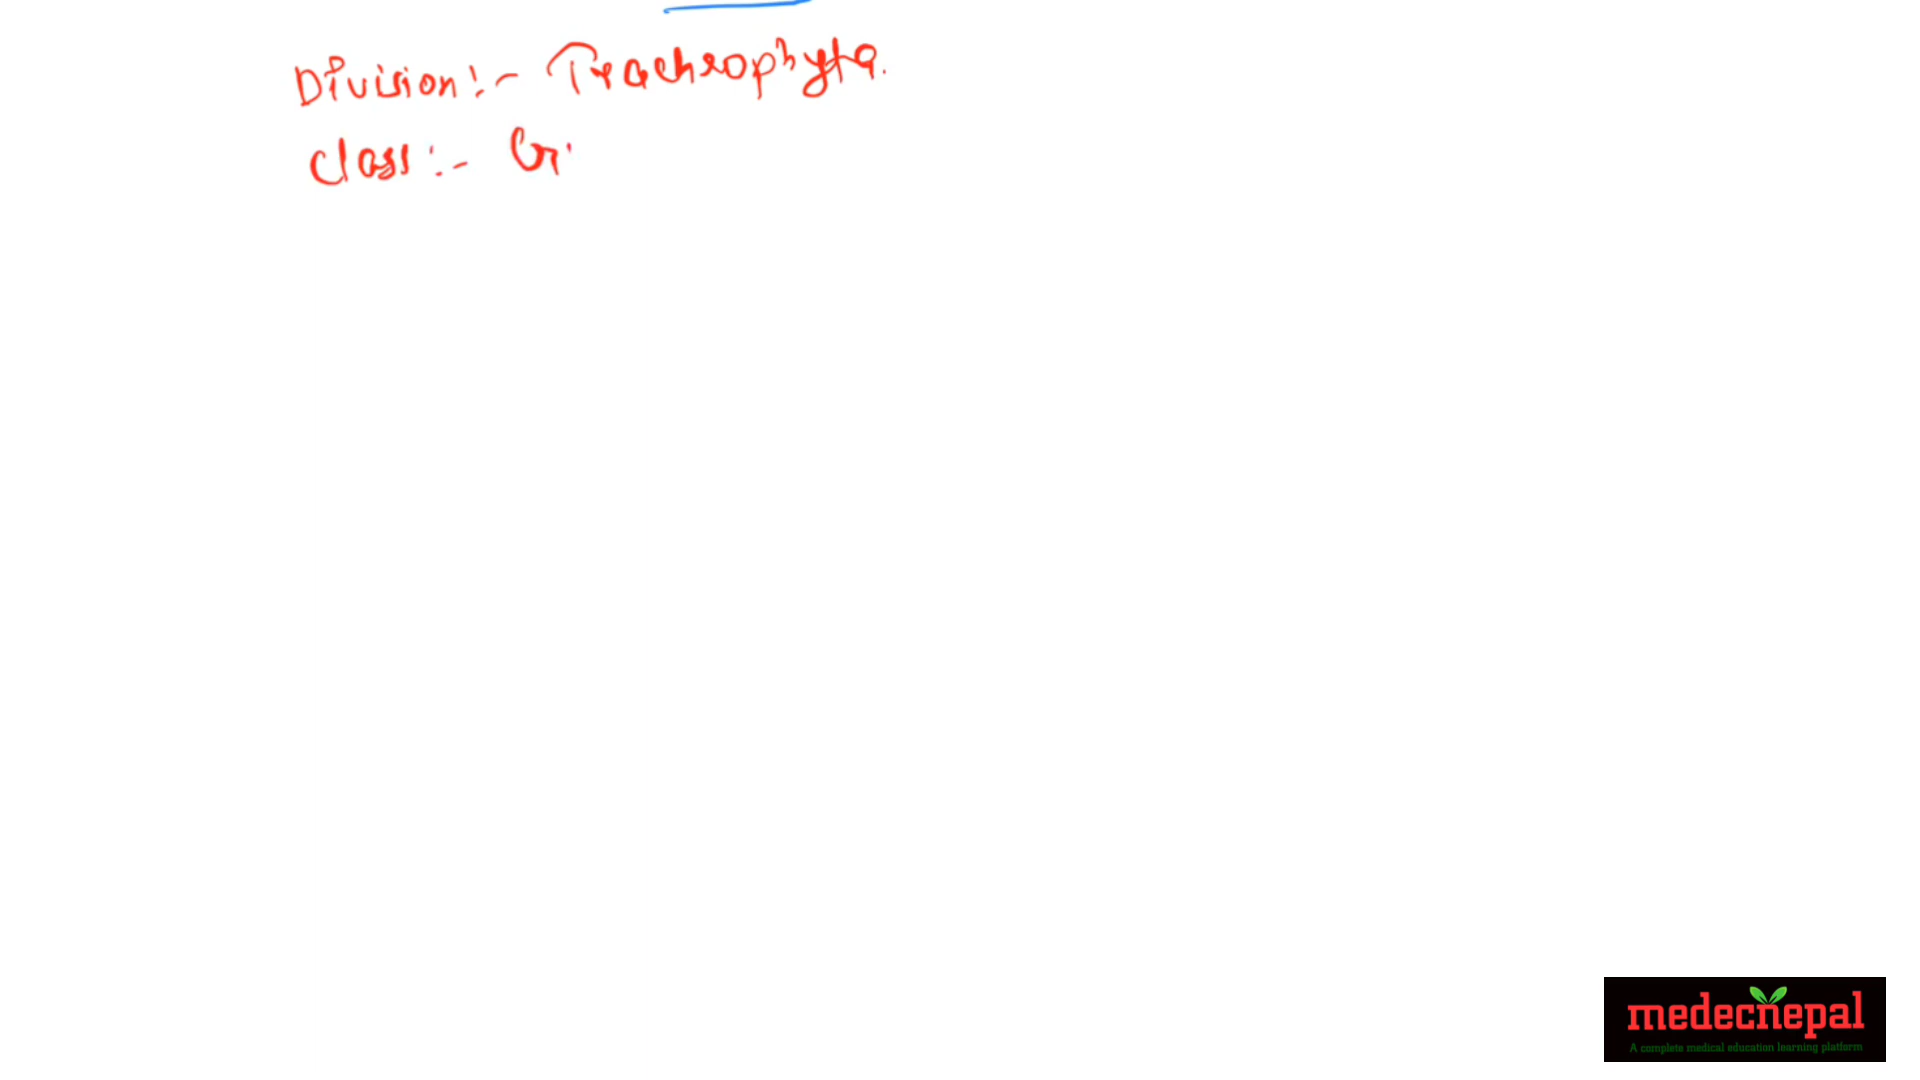 Division:- Tracheophyta.
Class:- G
medecnepal
A complete medical education learning platform